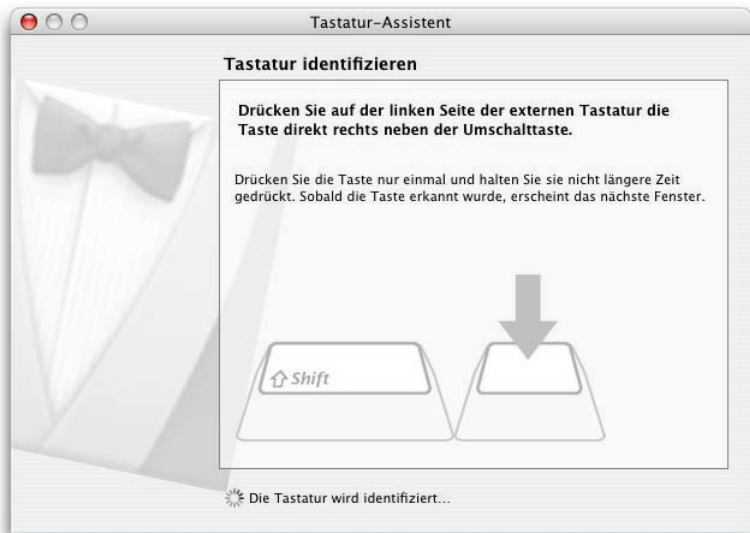 Tastatur-Assistent
Tastatur identifizieren
Drücken Sie auf der linken Seite der externen Tastatur die
Taste direkt rechts neben der Umschalttaste.
Drücken Sie die Taste nur einmal und halten Sie sie nicht längere Zeit
gedrückt. Sobald die Taste erkannt wurde, erscheint das nächste Fenster.
⇧ Shift
Die Tastatur wird identifiziert...